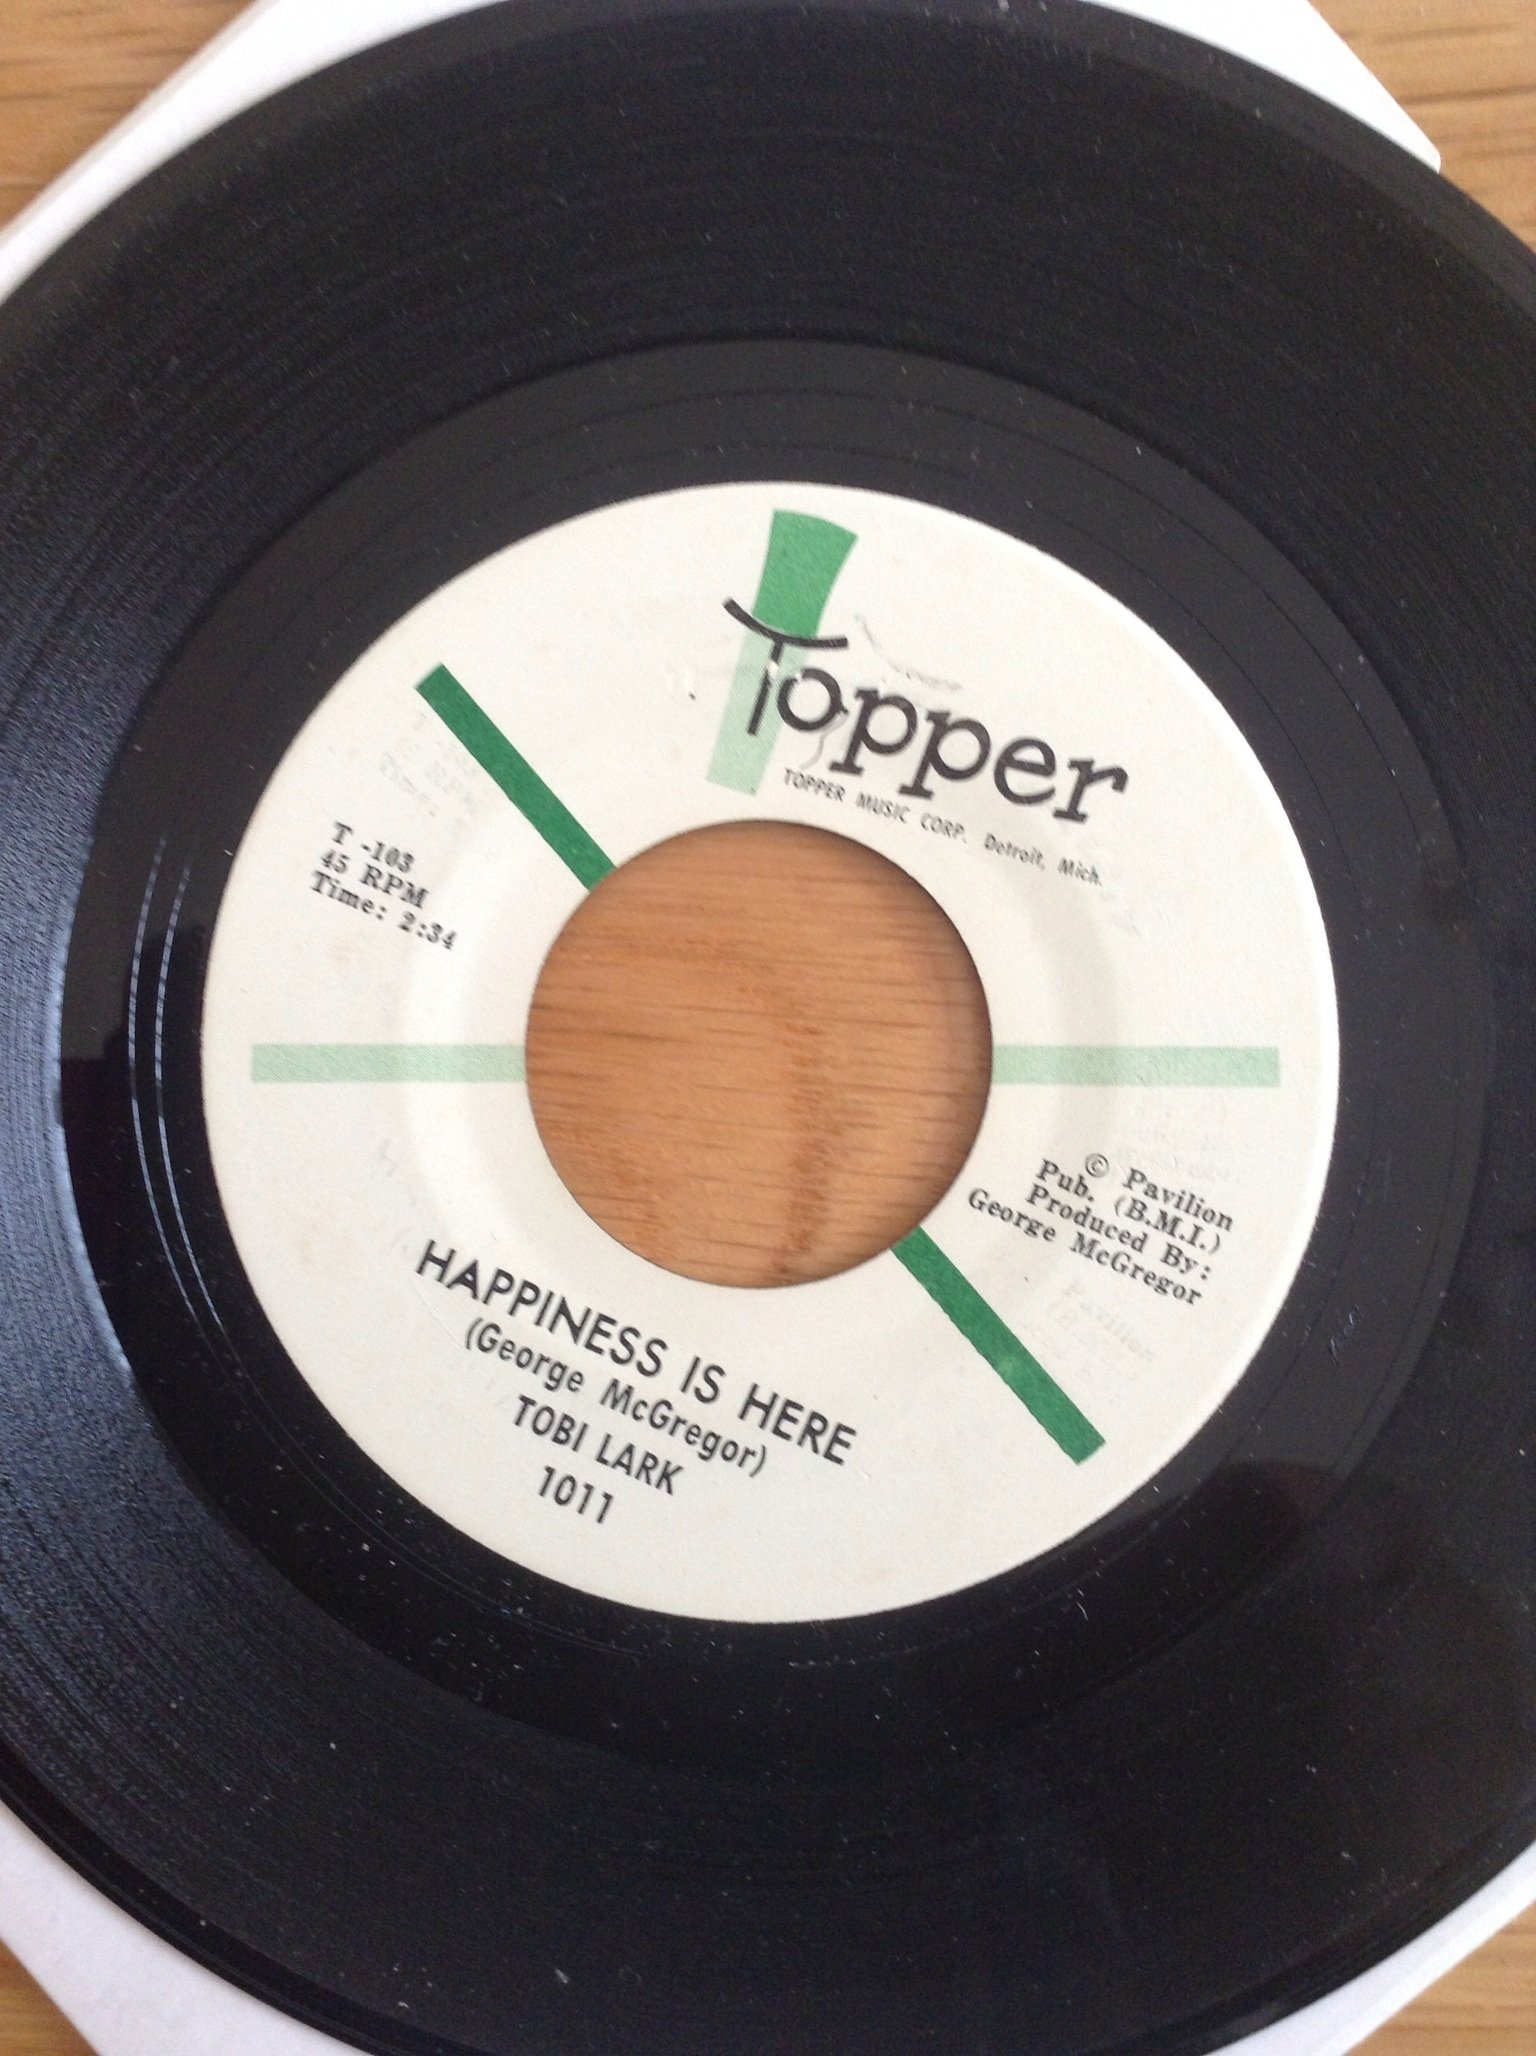 Topper
TOPPER MUSIC CORP. Detroit, Mich.
T -103
45 RPM
Time: 2:34
© Pavilion
Pub. (B.M.I.)
Produced By:
George McGregor
HAPPINESS IS HERE
(George McGregor)
TOBI LARK
1011